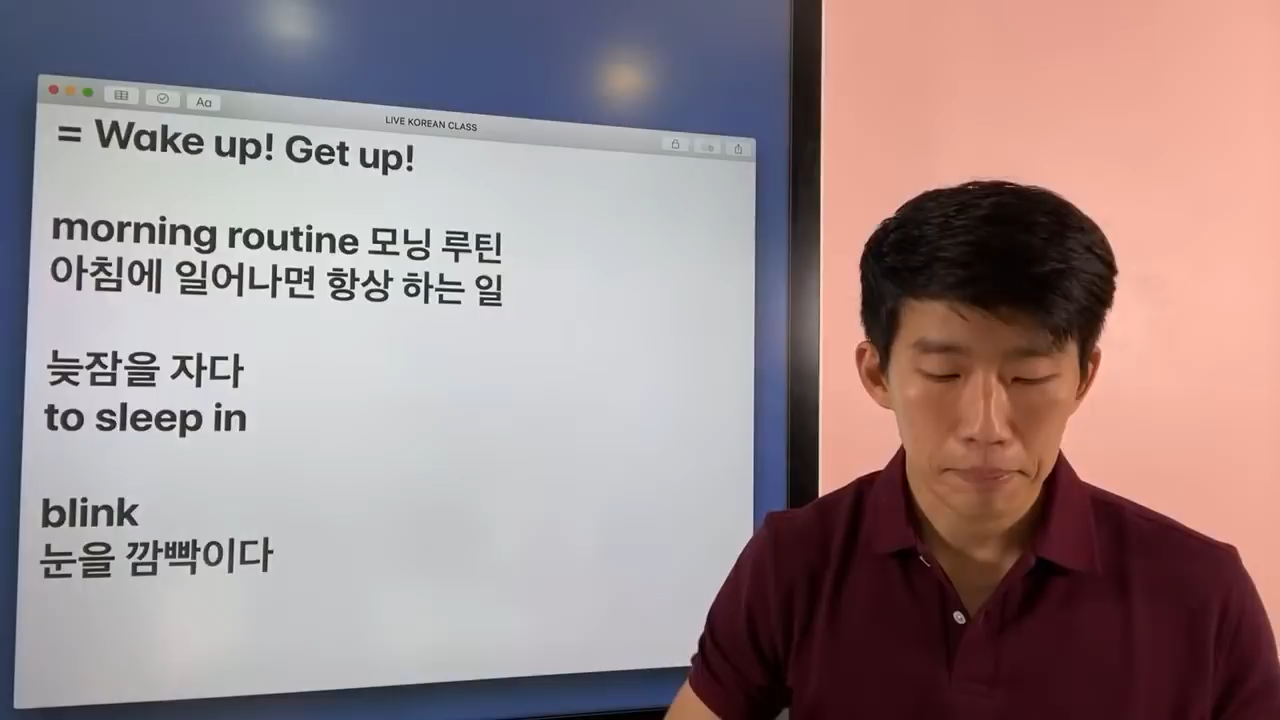 Aa
LIVE KOREAN CLASS
= Wake up! Get up!
morning routine 모닝 루틴
아침에 일어나면 항상 하는 일
늦잠을 자다
to sleep in
blink
눈을 깜빡이다